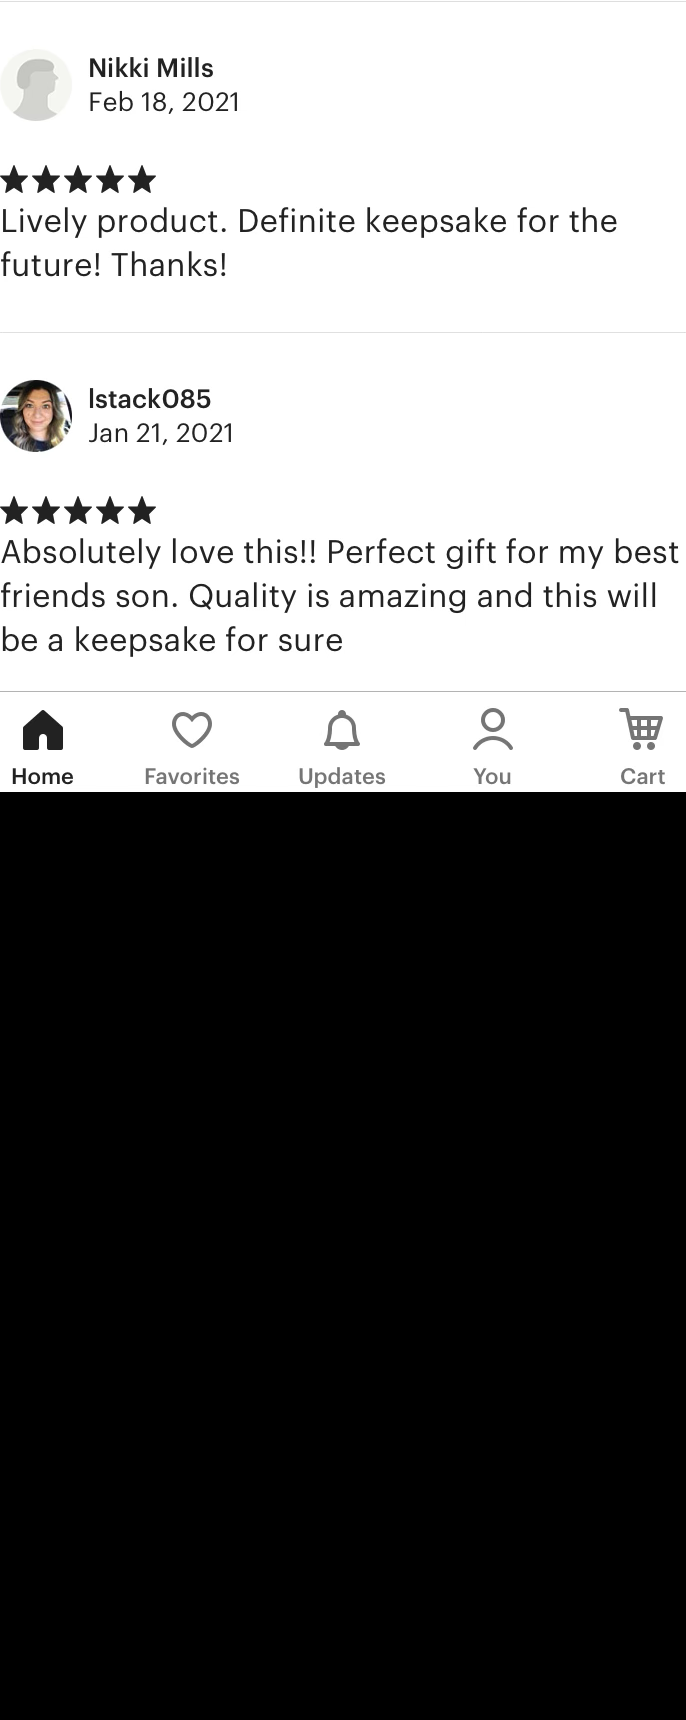 Nikki Mills
Feb 18, 2021
Lively product. Definite keepsake for the
future! Thanks!
lstack085
Jan 21, 2021
Absolutely love this!! Perfect gift for my best
friends son. Quality is amazing and this will
be a keepsake for sure
Home Favorites Updates You Cart